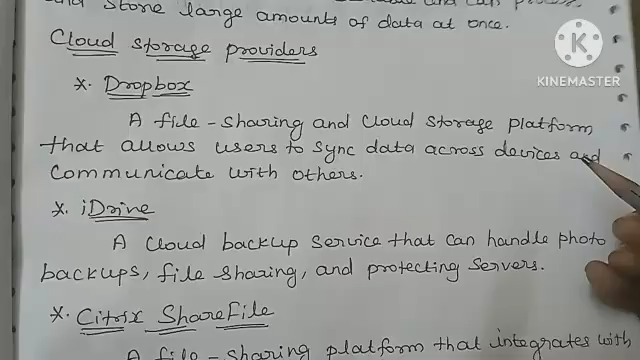 and store large amounts of data at once.
Cloud storage providers
* Dropbox
A file-sharing and cloud storage platform
that allows users to sync data across devices and
communicate with others.
* iDrive
A cloud backup service that can handle photo
backups, file sharing, and protecting servers.
* Citrix ShareFile
A file-sharing platform that integrates with
KINEMASTER